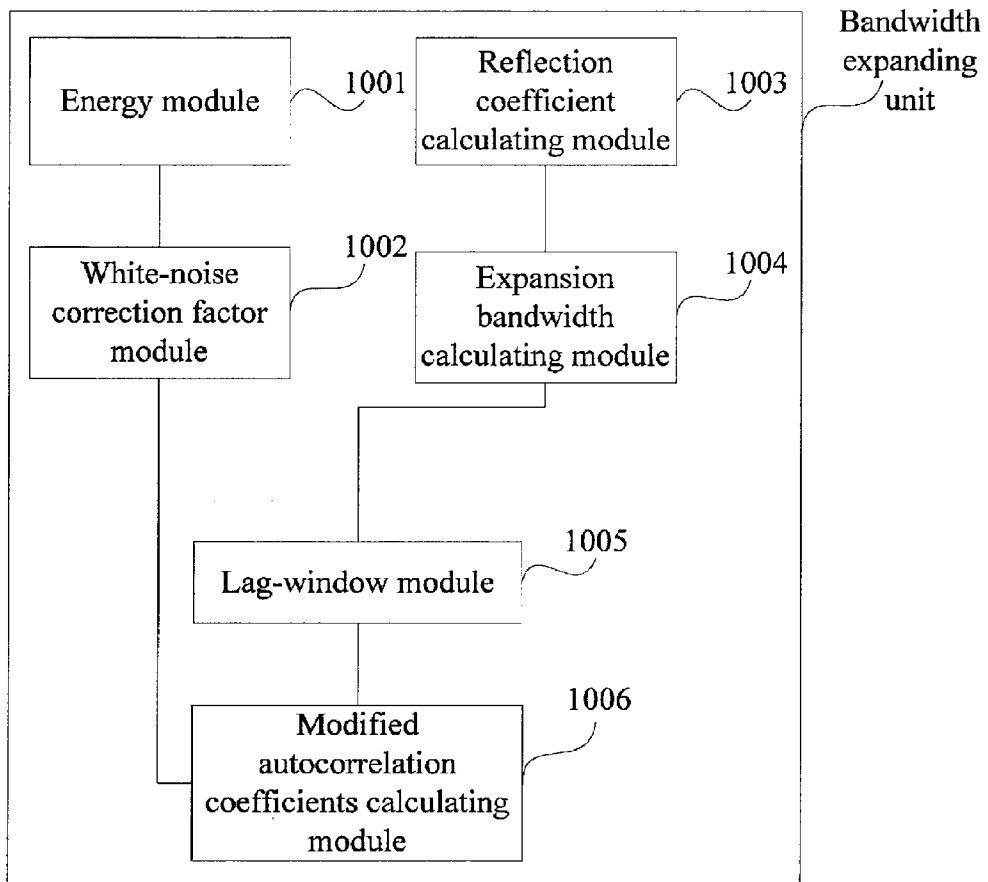 Bandwidth
expanding
unit
Energy module
1001
Reflection
coefficient
calculating module
1003
White-noise
correction factor
module
1002
Expansion
bandwidth
calculating module
1004
Lag-window module
1005
Modified
autocorrelation
coefficients calculating
module
1006